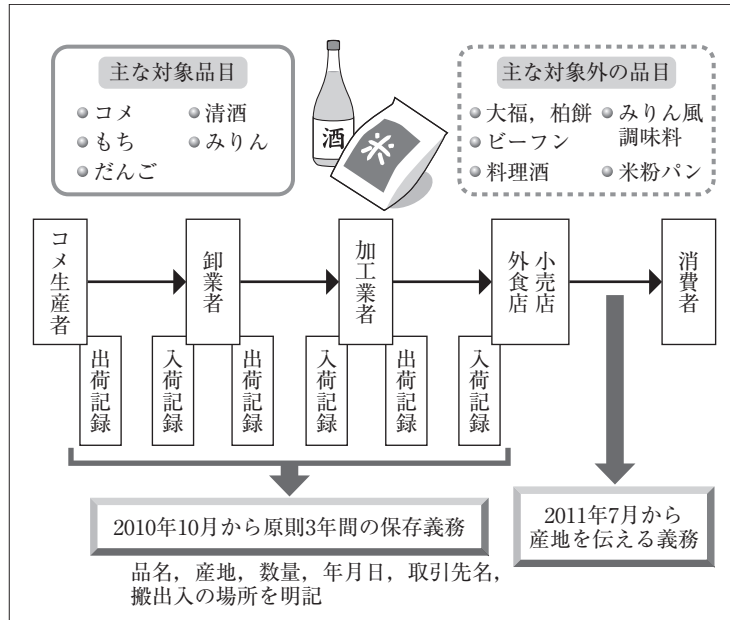 主な対象品目
コメ
もち
だんご
清酒
みりん
酒
米
主な対象外の品目
大福，柏餅
ビーフン
料理酒
みりん風
調味料
米粉パン
コメ生産者
卸業者
加工業者
小売店
外食店
消費者
出荷記録
入荷記録
出荷記録
入荷記録
出荷記録
入荷記録
2010年10月から原則3年間の保存義務
品名，産地，数量，年月日，取引先名，
搬出入の場所を明記
2011年7月から
産地を伝える義務